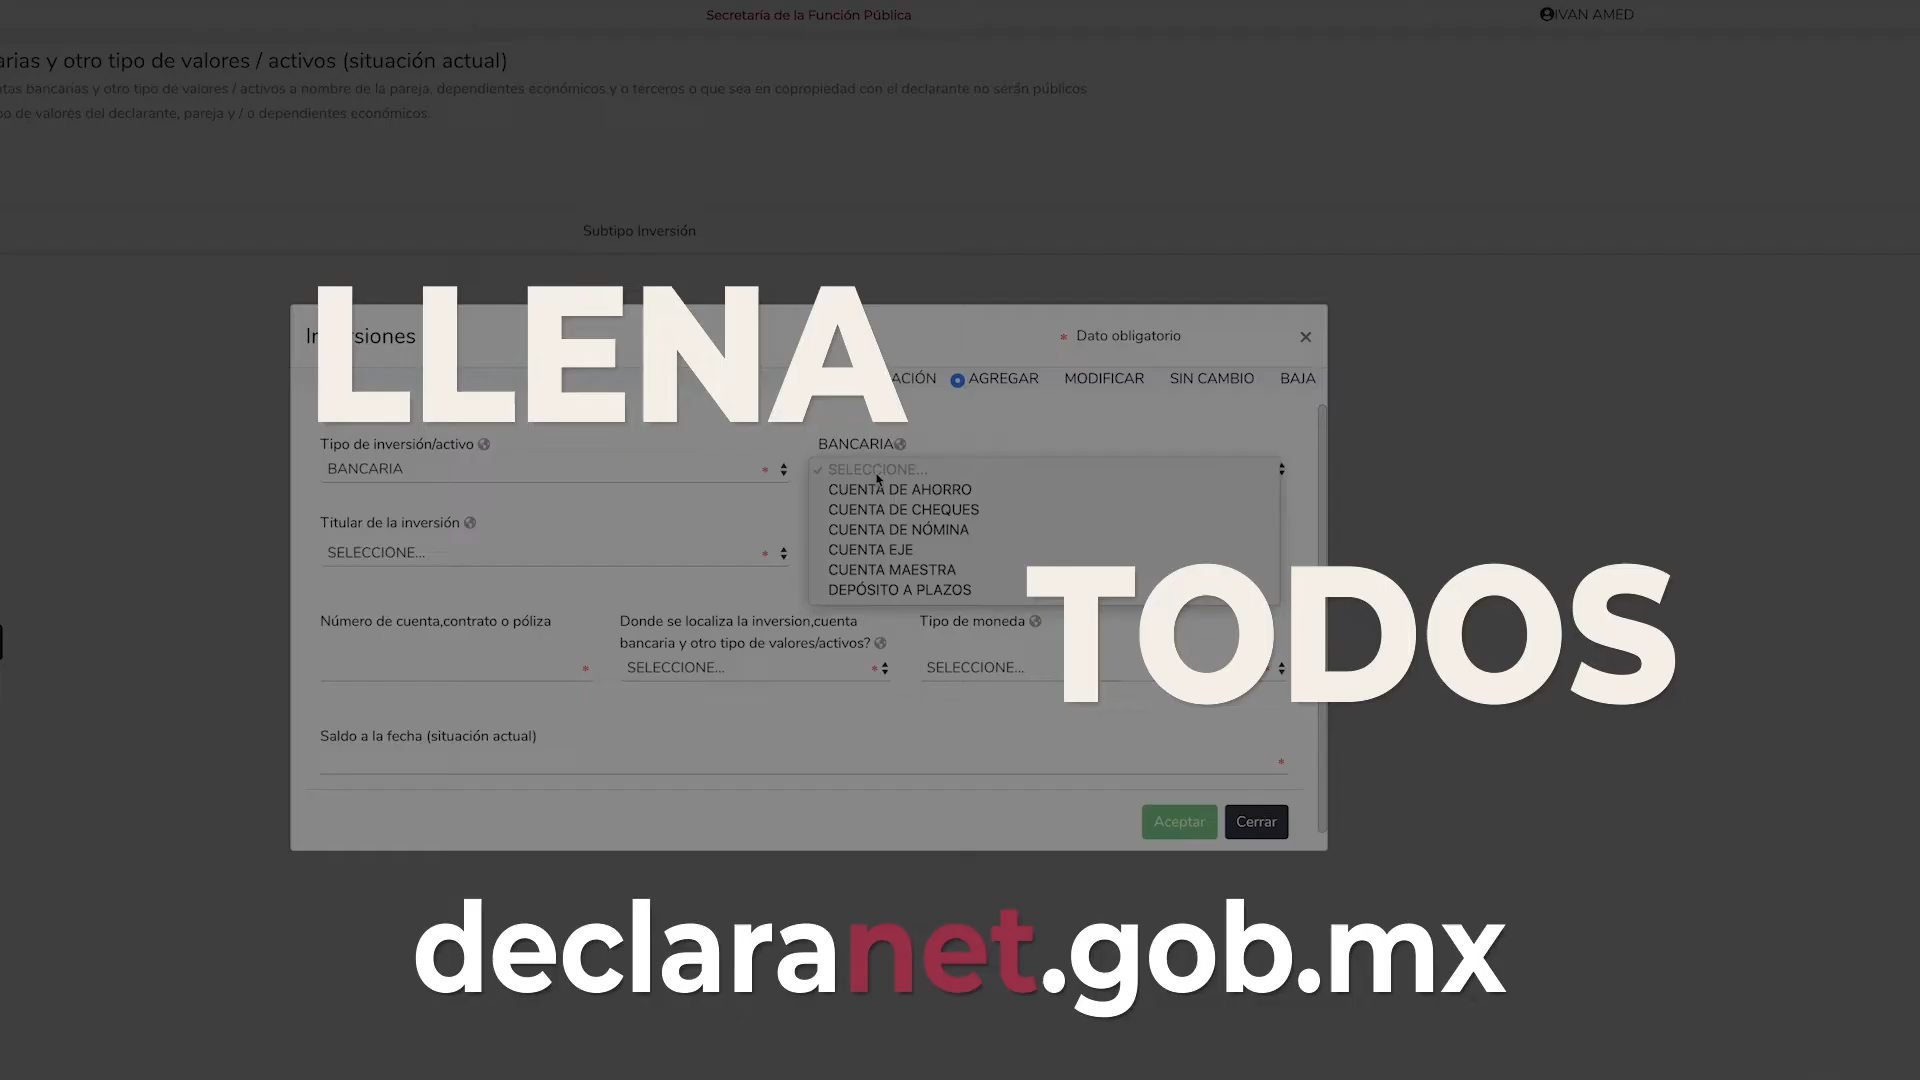 Secretaría de la Función Pública
IVAN AMED
arias y otro tipo de valores / activos (situación actual)
tas bancarias y otro tipo de valores / activos a nombre de la pareja, dependientes económicos y o terceros o que sea en copropiedad con el declarante no serán públicos
po de valores del declarante, pareja y / o dependientes económicos.
Subtipo Inversión
LLENA
In rsiones
* Dato obligatorio
×
ACIÓN AGREGAR MODIFICAR SIN CAMBIO BAJA
Tipo de inversión/activo
BANCARIA
BANCARIA *
✓ SELECCIONE...
CUENTA DE AHORRO
CUENTA DE CHEQUES
CUENTA DE NÓMINA
CUENTA EJE
CUENTA MAESTRA
DEPÓSITO A PLAZOS
Titular de la inversión
SELECCIONE... *
TODOS
Número de cuenta,contrato o póliza
*
Donde se localiza la inversion,cuenta
bancaria y otro tipo de valores/activos?
SELECCIONE... *
Tipo de moneda
SELECCIONE... *
Saldo a la fecha (situación actual)
*
Aceptar Cerrar
declaranet.gob.mx